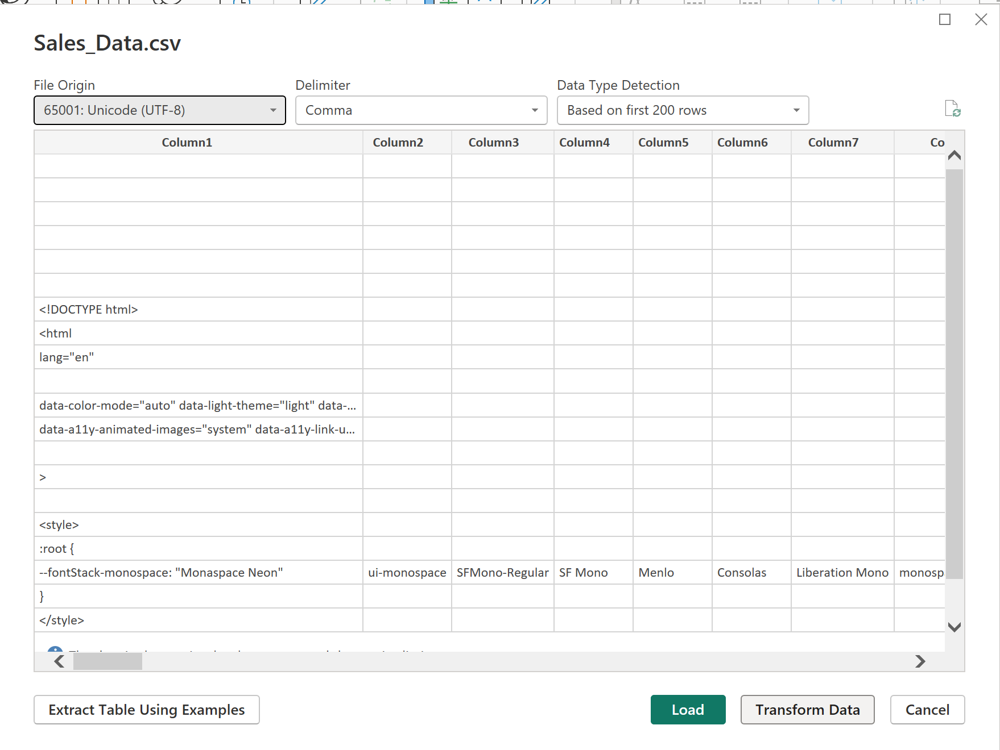 Sales_Data.csv
File Origin Delimiter Data Type Detection
65001: Unicode (UTF-8) Comma Based on first 200 rows
Column1 Column2 Column3 Column4 Column5 Column6 Column7 Co
<!DOCTYPE html>
<html
lang="en"
data-color-mode="auto" data-light-theme="light" data-...
data-a11y-animated-images="system" data-a11y-link-u...
>
<style>
:root {
--fontStack-monospace: "Monaspace Neon" ui-monospace SFMono-Regular SF Mono Menlo Consolas Liberation Mono monosp
}
</style>
Extract Table Using Examples Load Transform Data Cancel